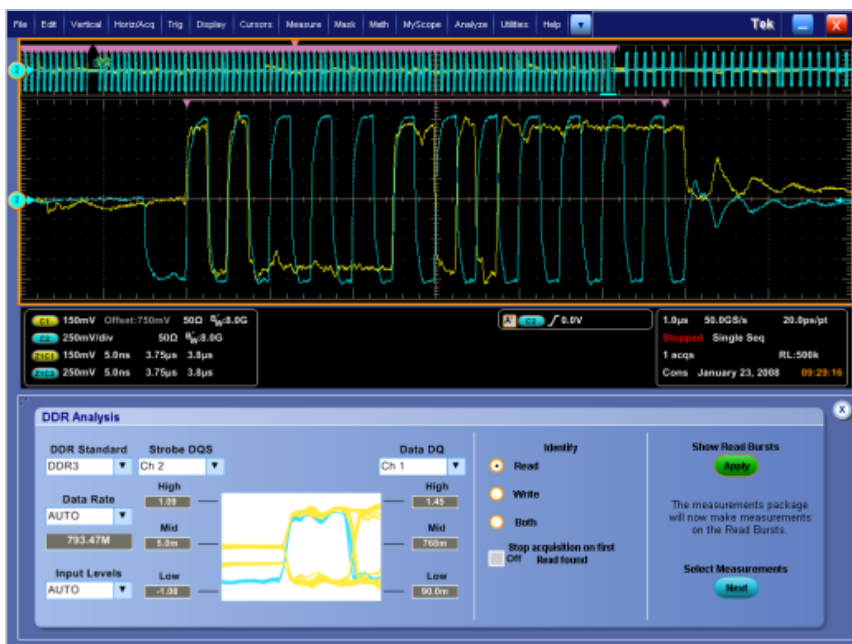 File Edit Vertical Horiz/Acq Trig Display Cursors Measure Mask Math MyScope Analyze Utilities Help Tek X
2
2
C1 150mV Offset:750mV 50Ω BW:8.0G
C2 250mV/div 50Ω BW:8.0G
Z1C1 150mV 5.0ns 3.75µs 3.8µs
Z1C2 250mV 5.0ns 3.75µs 3.8µs
A' C2 0.0V
1.0µs 50.0GS/s 20.0ps/pt
Stopped Single Seq
1 acqs RL:500k
Cons January 23, 2008 09:29:16
DDR Analysis X
DDR Standard Strobe DQS Data DQ Identify Show Read Bursts
DDR3 Ch 2 Ch 1 Read Apply
High High
Data Rate 1.09 1.45 Write
AUTO Mid Mid The measurements package
793.47M 5.0m 768m Both will now make measurements
on the Read Bursts.
Stop acquisition on first
Off Read found
Input Levels Low Low Select Measurements
AUTO -1.08 90.0m Next